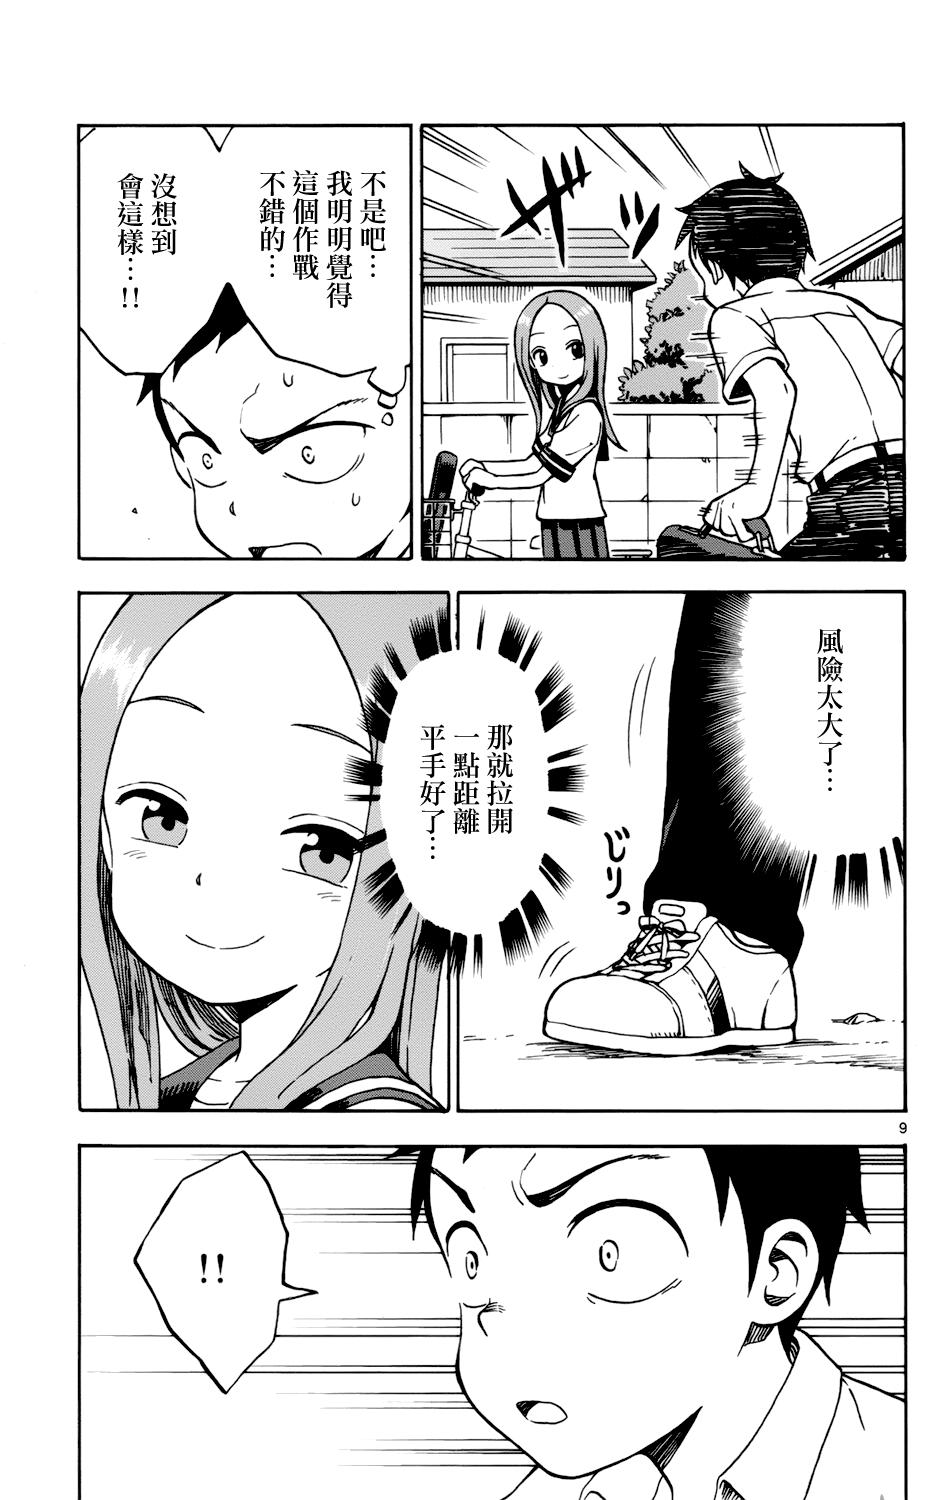 ザッ
不是吧…
我明明覺得
這個作戰
不錯的…
沒想到
會這樣…!!
風險太大了…
じりっ
那就拉開
一點距離
平手好了…
9
!!